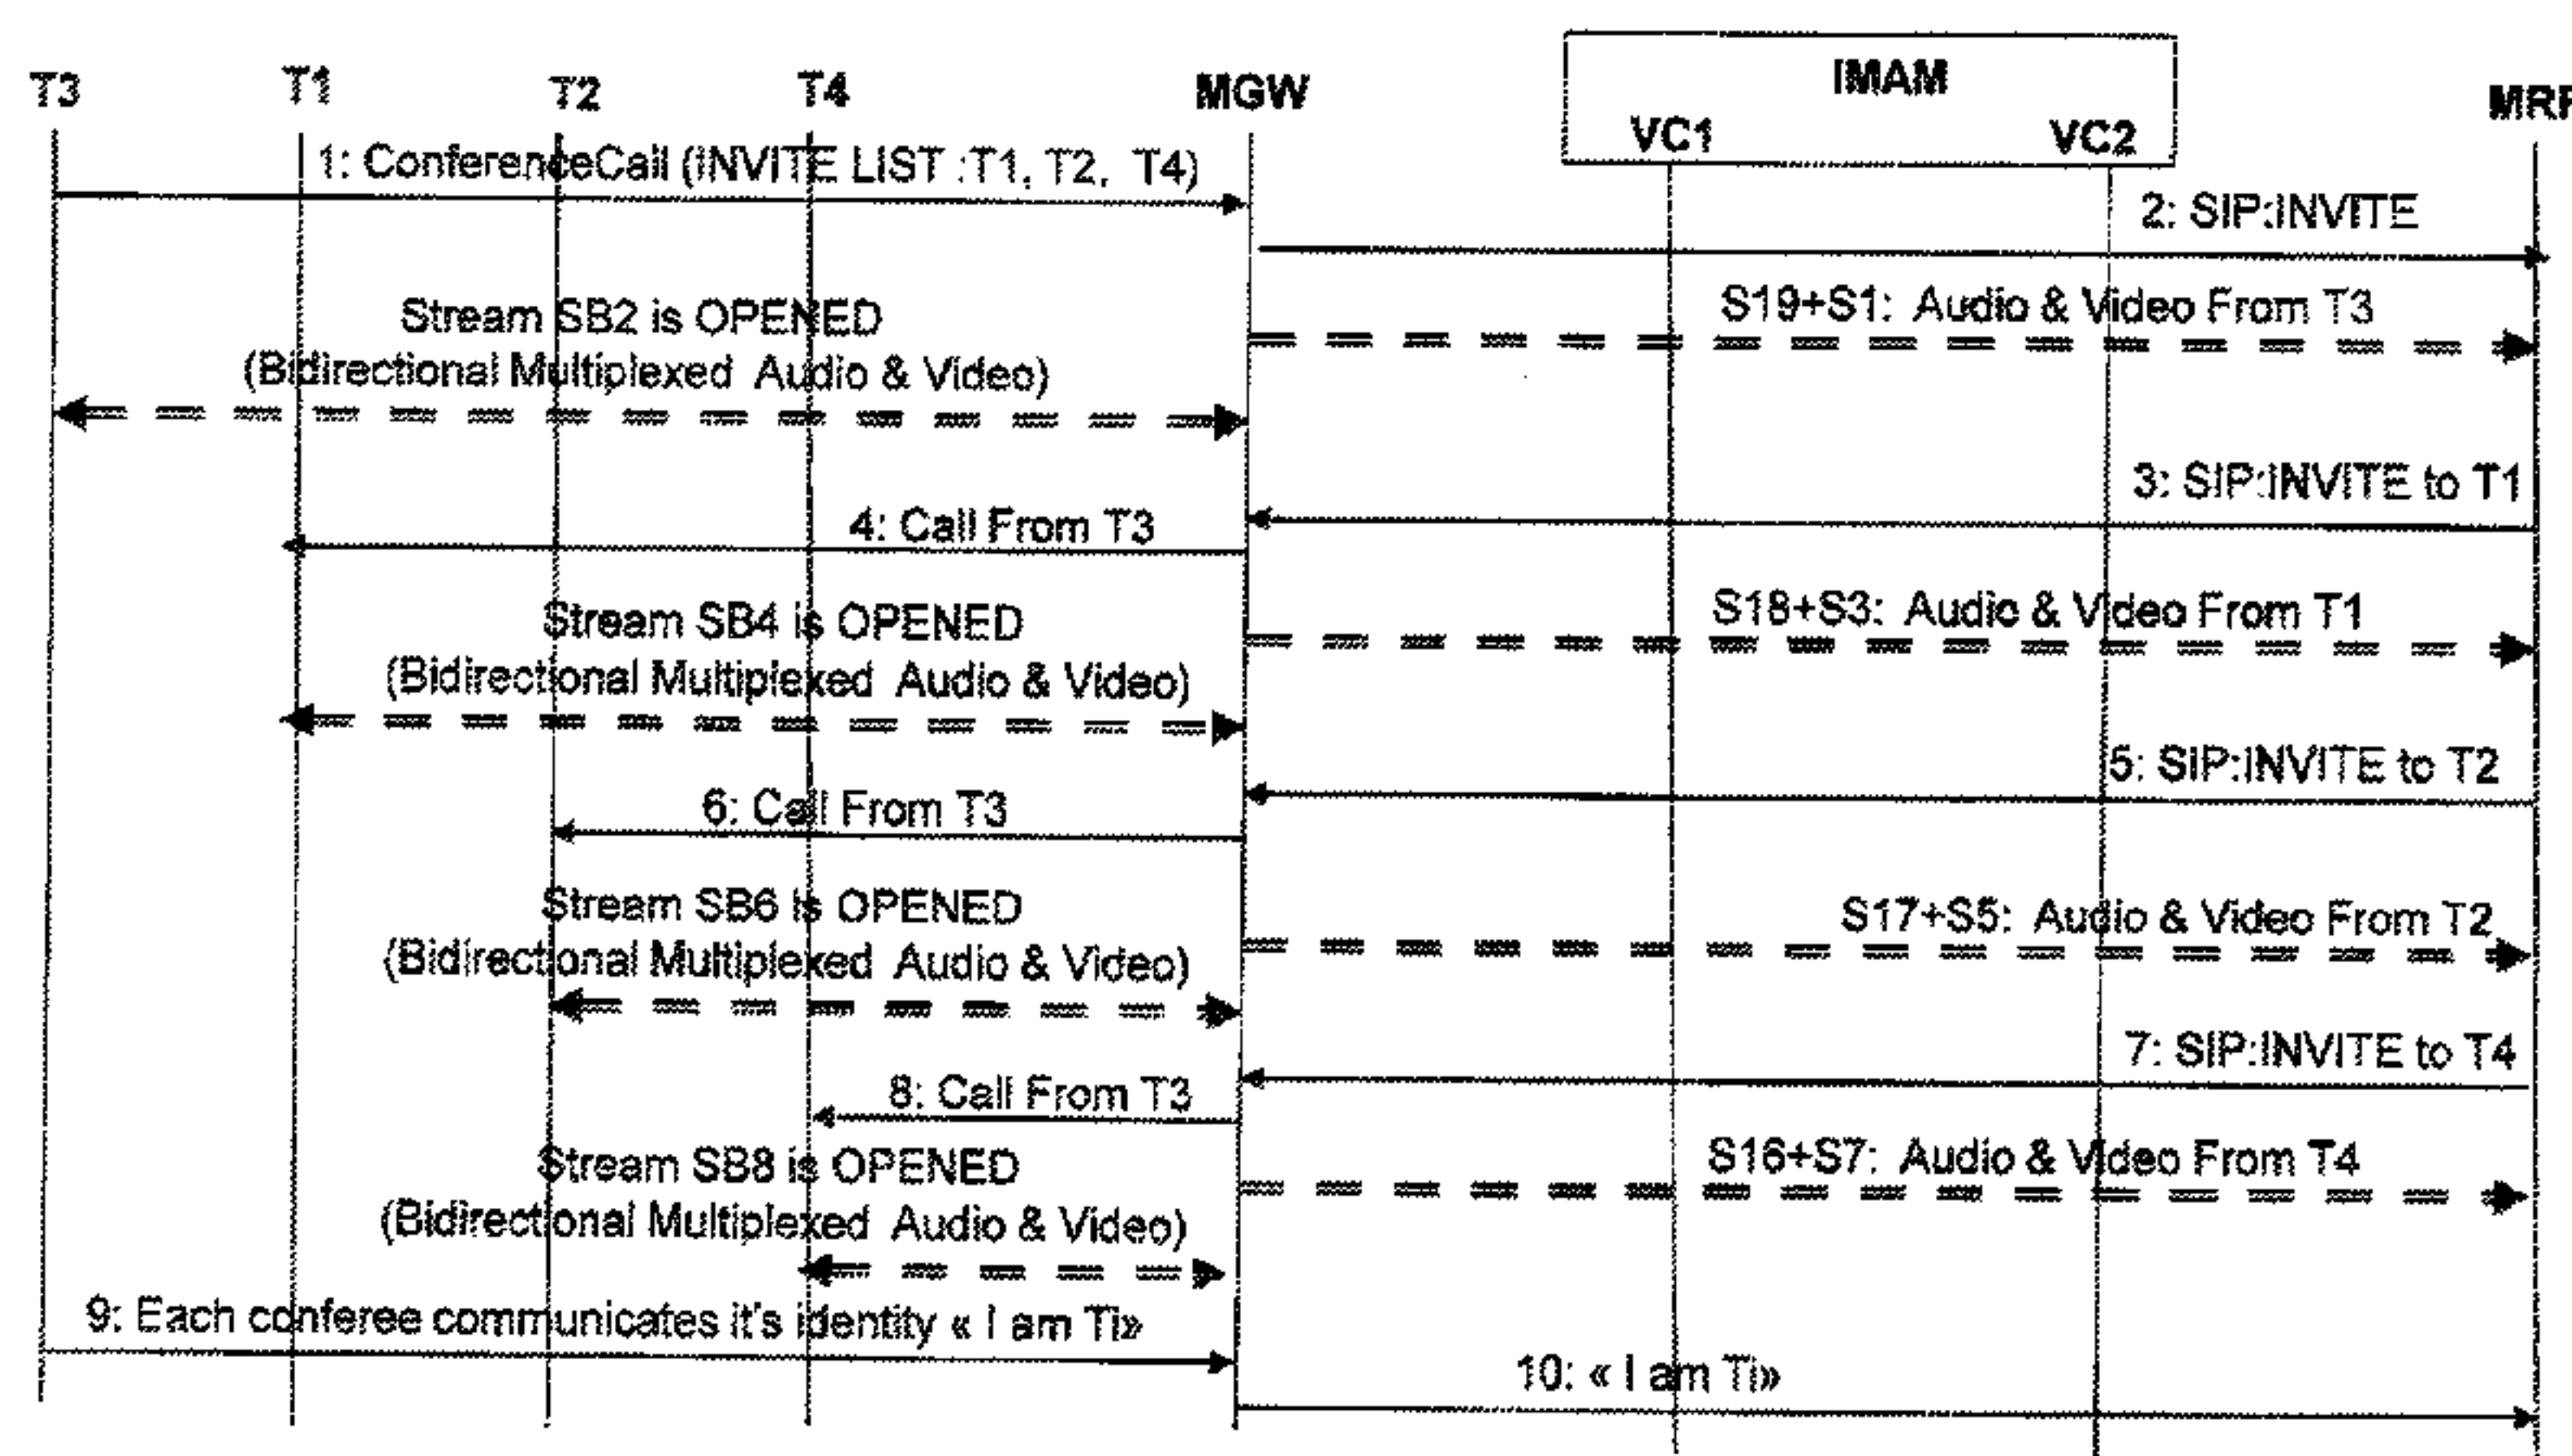 T3 T1 T2 T4 MGW IMAM
VC1 VC2 MRF
1: ConferenceCall (INVITE LIST :T1, T2, T4)
2: SIP:INVITE
Stream SB2 is OPENED
(Bidirectional Multiplexed Audio & Video)
S19+S1: Audio & Video From T3
3: SIP:INVITE to T1
4: Call From T3
Stream SB4 is OPENED
(Bidirectional Multiplexed Audio & Video)
S18+S3: Audio & Video From T1
5: SIP:INVITE to T2
6: Call From T3
Stream SB6 is OPENED
(Bidirectional Multiplexed Audio & Video)
S17+S5: Audio & Video From T2
7: SIP:INVITE to T4
8: Call From T3
Stream SB8 is OPENED
(Bidirectional Multiplexed Audio & Video)
S16+S7: Audio & Video From T4
9: Each conferee communicates it's identity « I am Ti»
10: « I am Ti»